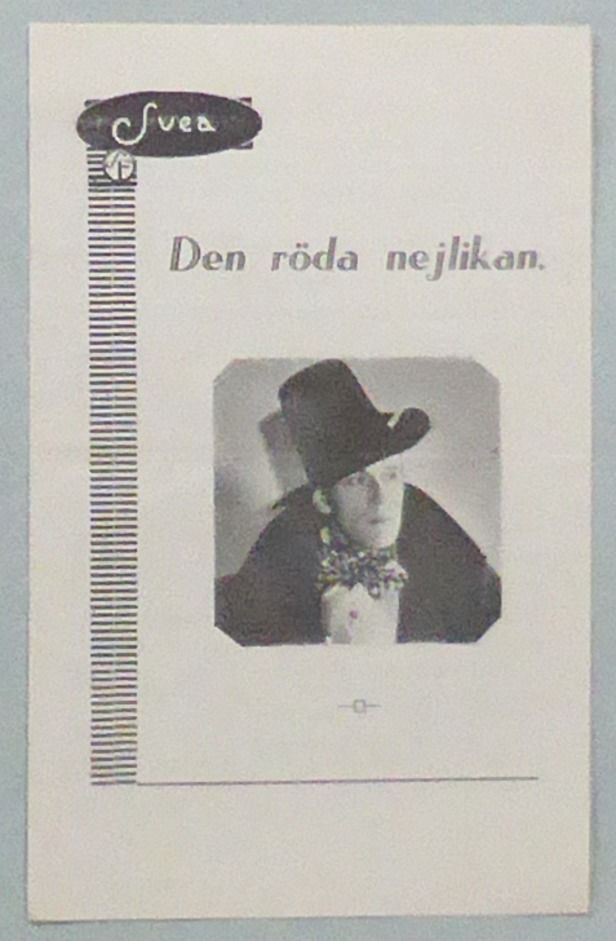 Svea
Den röda nejlikan.